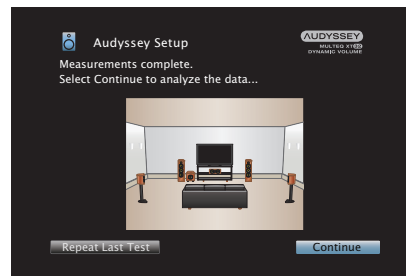 Audyssey Setup
AUDYSSEY
MULTEQ XT32
DYNAMIC VOLUME
Measurements complete.
Select Continue to analyze the data...
Repeat Last Test
Continue